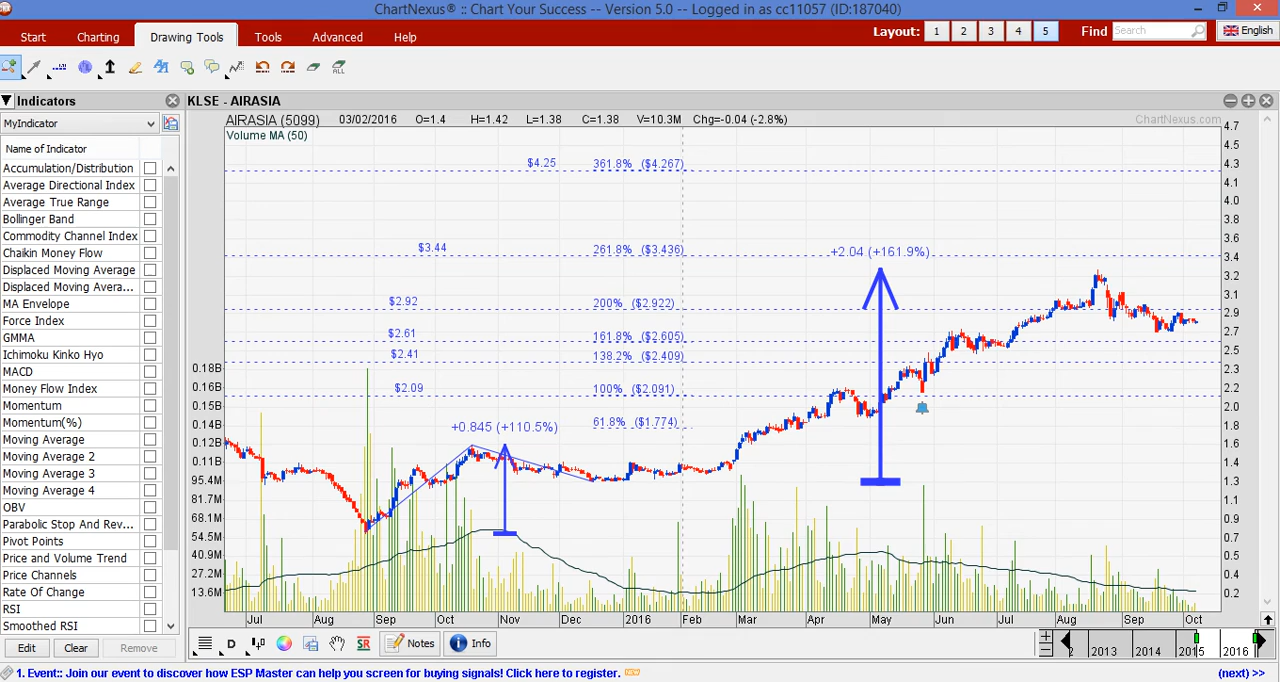 ChartNexus® :: Chart Your Success -- Version 5.0 -- Logged in as cc11057 (ID:187040)
Start Charting Drawing Tools Tools Advanced Help Layout: 1 2 3 4 5 Find Search English
ALL
Indicators
KLSE - AIRASIA
MyIndicator
AIRASIA (5099) 03/02/2016 O=1.4 H=1.42 L=1.38 C=1.38 V=10.3M Chg=-0.04 (-2.8%)
ChartNexus.com
Volume MA (50)
Name of Indicator
Accumulation/Distribution
Average Directional Index
Average True Range
Bollinger Band
Commodity Channel Index
Chaikin Money Flow
Displaced Moving Average
Displaced Moving Avera...
MA Envelope
Force Index
GMMA
Ichimoku Kinko Hyo
MACD
Money Flow Index
Momentum
Momentum(%)
Moving Average
Moving Average 2
Moving Average 3
Moving Average 4
OBV
Parabolic Stop And Rev...
Pivot Points
Price and Volume Trend
Price Channels
Rate Of Change
RSI
Smoothed RSI
Edit Clear Remove
$4.25 361.8% ($4.267)
$3.44 261.8% ($3.436)
+2.04 (+161.9%)
$2.92 200% ($2.922)
$2.61 161.8% ($2.605)
$2.41 138.2% ($2.409)
$2.09 100% ($2.091)
61.8% ($1.774)
+0.845 (+110.5%)
0.18B
0.16B
0.15B
0.14B
0.12B
0.11B
95.4M
81.7M
68.1M
54.5M
40.9M
27.2M
13.6M
4.7
4.5
4.3
4.1
4.0
3.8
3.6
3.4
3.2
3.1
2.9
2.7
2.5
2.3
2.2
2.0
1.8
1.6
1.4
1.3
1.1
0.9
0.7
0.5
0.4
0.2
Jul Aug Sep Oct Nov Dec 2016 Feb Mar Apr May Jun Jul Aug Sep Oct
D SR Notes Info
2 2013 2014 2015 2016
1. Event:: Join our event to discover how ESP Master can help you screen for buying signals! Click here to register. NEW (next) >>